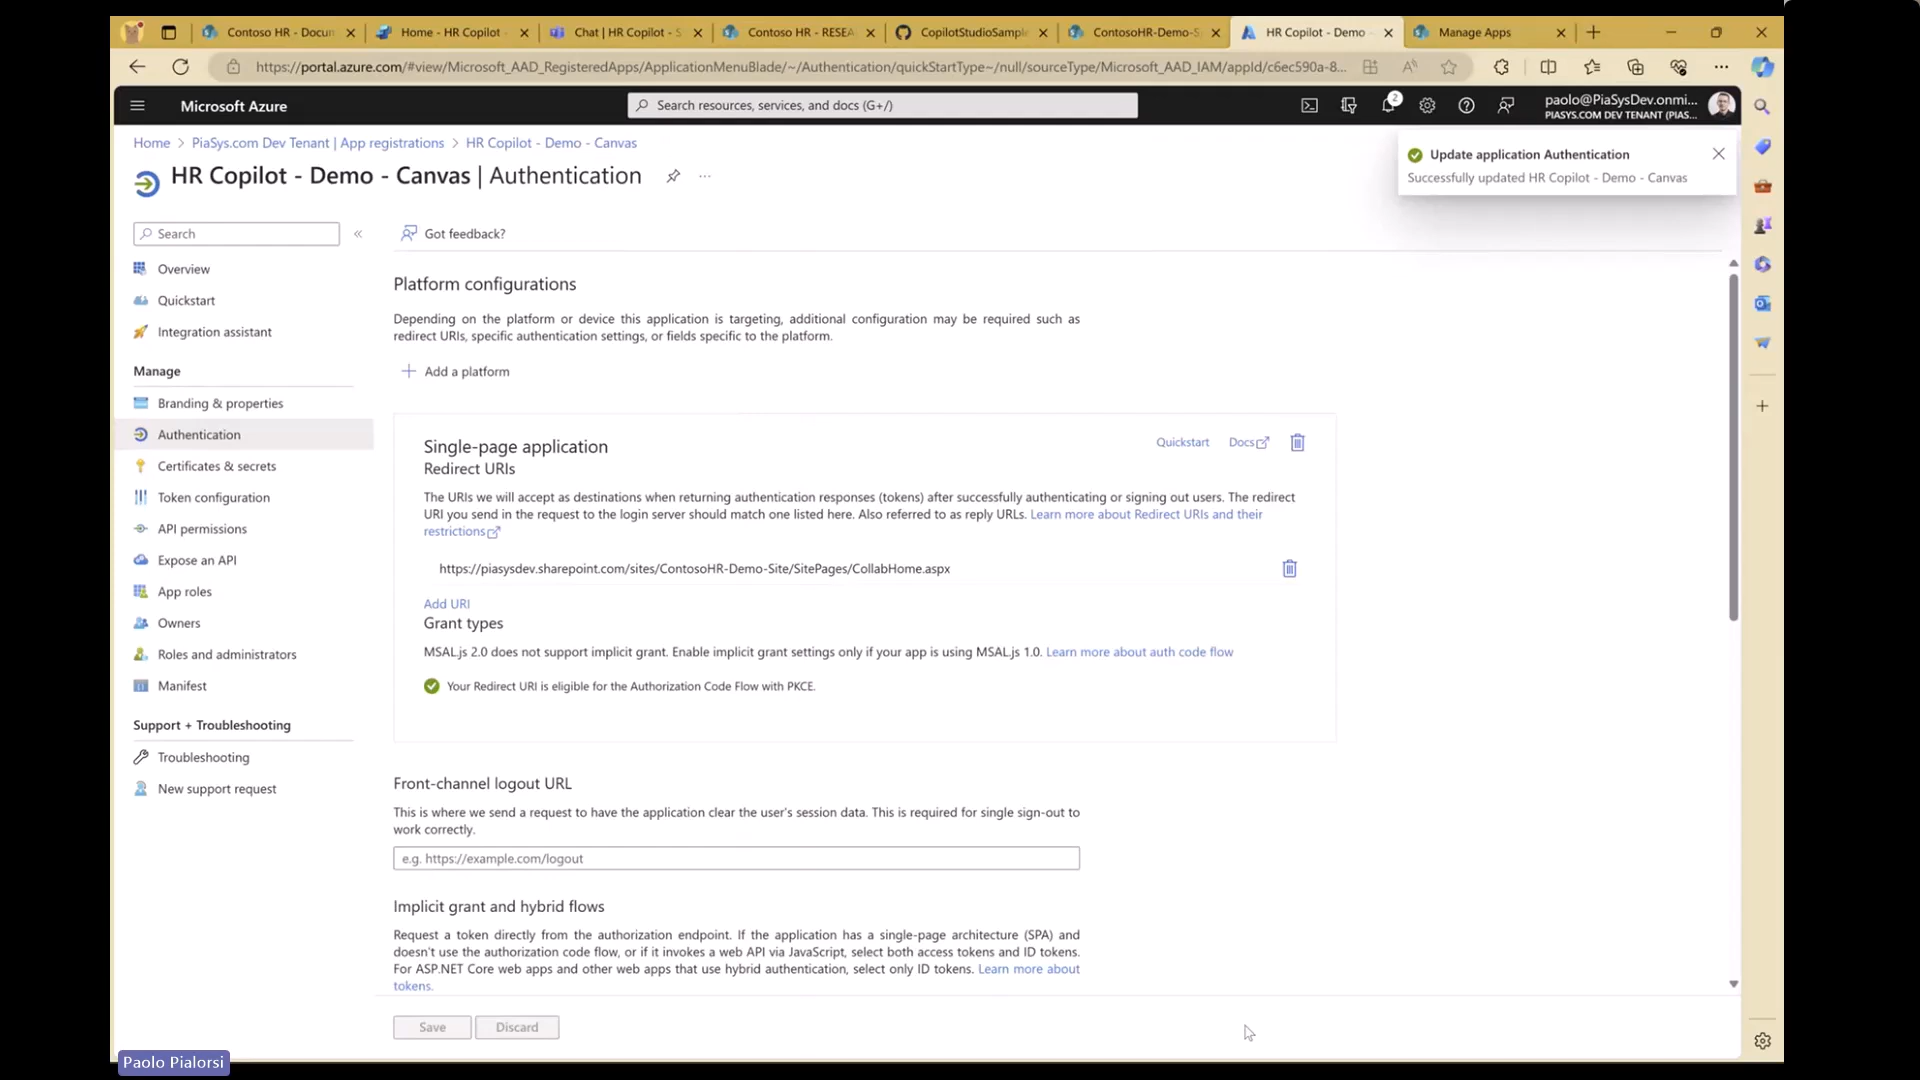 Contoso HR - Docun
Home - HR Copilot
Chat | HR Copilot - S
Contoso HR - RESEA
CopilotStudioSample
ContosoHR-Demo-S
HR Copilot - Demo
Manage Apps
https://portal.azure.com/#view/Microsoft_AAD_RegisteredApps/ApplicationMenuBlade/~/Authentication/quickStartType~/null/sourceType/Microsoft_AAD_IAM/appId/c6ec590a-8...
Microsoft Azure
Search resources, services, and docs (G+/)
2
paolo@PiaSysDev.onmi...
PIASYS.COM DEV TENANT (PIAS...
Home > PiaSys.com Dev Tenant | App registrations > HR Copilot - Demo - Canvas
HR Copilot - Demo - Canvas | Authentication
Update application Authentication
Successfully updated HR Copilot - Demo - Canvas
Search
Overview
Quickstart
Integration assistant
Manage
Branding & properties
Authentication
Certificates & secrets
Token configuration
API permissions
Expose an API
App roles
Owners
Roles and administrators
Manifest
Support + Troubleshooting
Troubleshooting
New support request
Got feedback?
Platform configurations
Depending on the platform or device this application is targeting, additional configuration may be required such as
redirect URIs, specific authentication settings, or fields specific to the platform.
Add a platform
Single-page application
Quickstart
Docs
Redirect URIs
The URIs we will accept as destinations when returning authentication responses (tokens) after successfully authenticating or signing out users. The redirect
URI you send in the request to the login server should match one listed here. Also referred to as reply URLs. Learn more about Redirect URIs and their
restrictions
https://piasysdev.sharepoint.com/sites/ContosoHR-Demo-Site/SitePages/CollabHome.aspx
Add URI
Grant types
MSAL.js 2.0 does not support implicit grant. Enable implicit grant settings only if your app is using MSAL.js 1.0. Learn more about auth code flow
Your Redirect URI is eligible for the Authorization Code Flow with PKCE.
Front-channel logout URL
This is where we send a request to have the application clear the user's session data. This is required for single sign-out to
work correctly.
e.g. https://example.com/logout
Implicit grant and hybrid flows
Request a token directly from the authorization endpoint. If the application has a single-page architecture (SPA) and
doesn't use the authorization code flow, or if it invokes a web API via JavaScript, select both access tokens and ID tokens.
For ASP.NET Core web apps and other web apps that use hybrid authentication, select only ID tokens. Learn more about
tokens.
Save
Discard
Paolo Pialorsi